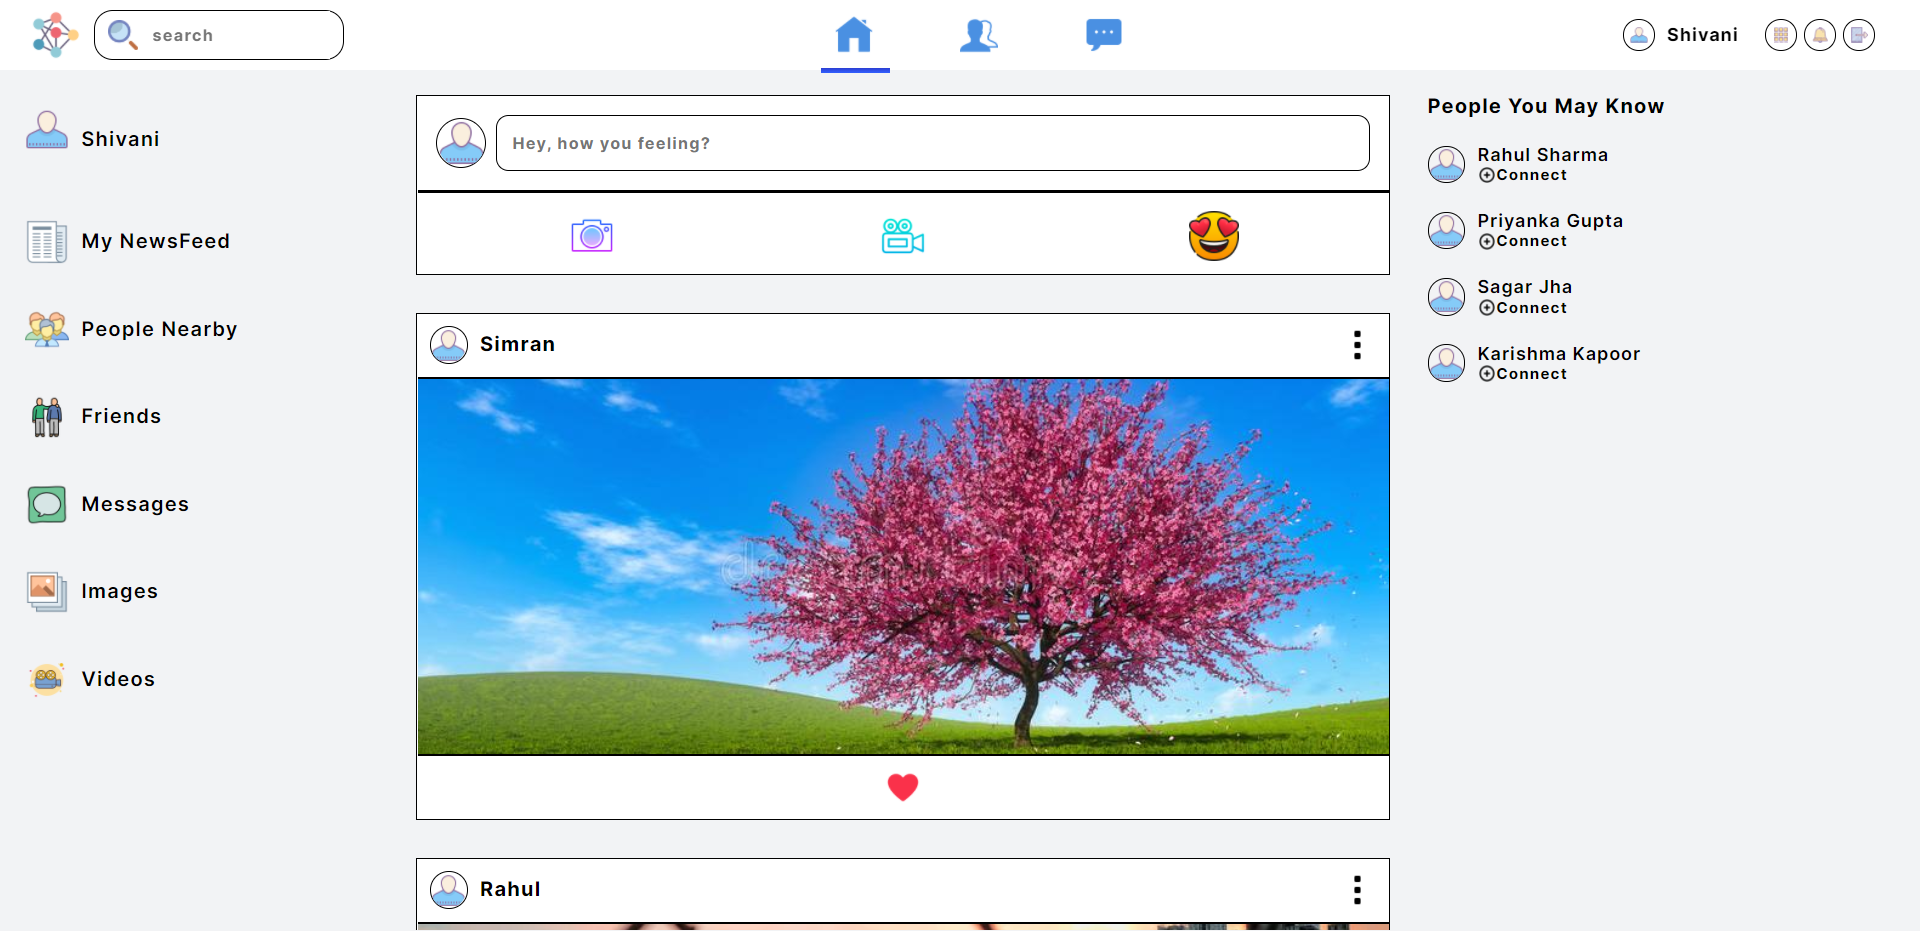 search
Shivani
Shivani
My NewsFeed
People Nearby
Friends
Messages
Images
Videos
Hey, how you feeling?
Simran
Rahul
People You May Know
Rahul Sharma
Connect
Priyanka Gupta
Connect
Sagar Jha
Connect
Karishma Kapoor
Connect